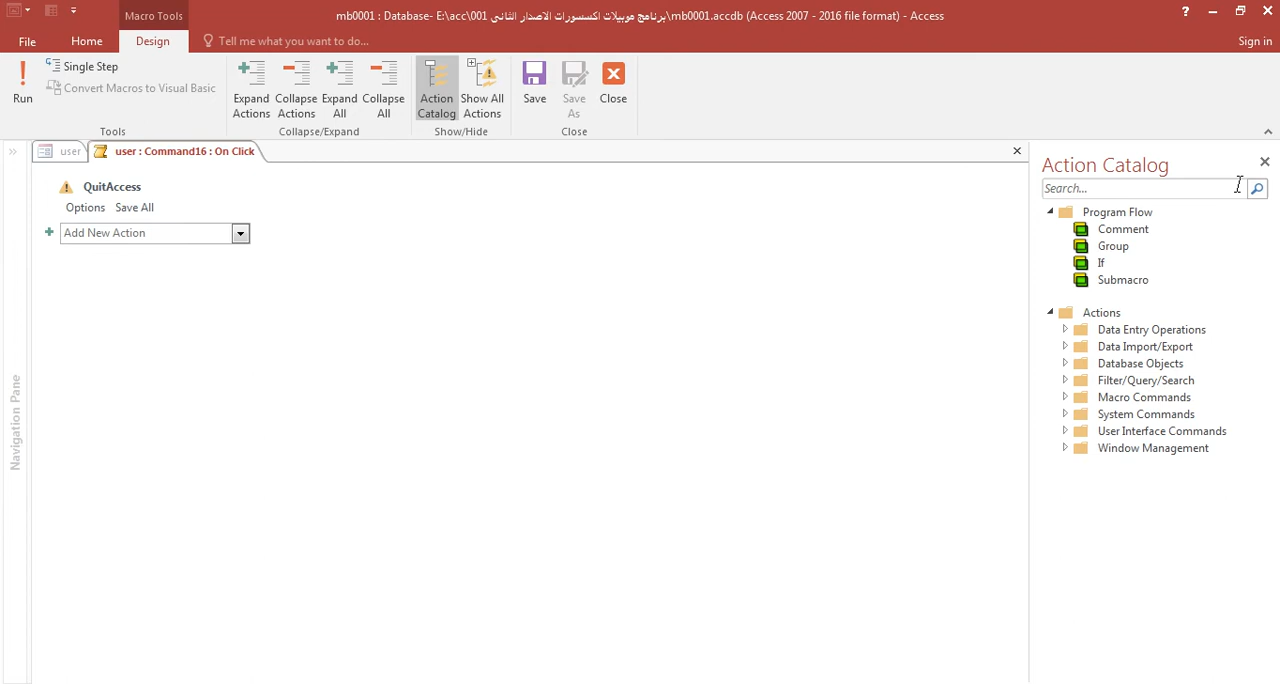 Macro Tools
mb0001 : Database- E:\acc\001 برنامج موبيلات اكسسورات الاصدار الثانى\mb0001.accdb (Access 2007 - 2016 file format) - Access
?
File
Home
Design
Tell me what you want to do...
Sign in
Run
Single Step
Convert Macros to Visual Basic
Expand Actions
Collapse Actions
Expand All
Collapse All
Action Catalog
Show All Actions
Save
Save As
Close
Tools
Collapse/Expand
Show/Hide
Close
user
user : Command16 : On Click
QuitAccess
Options Save All
Add New Action
Navigation Pane
Action Catalog
Search...
Program Flow
Comment
Group
If
Submacro
Actions
Data Entry Operations
Data Import/Export
Database Objects
Filter/Query/Search
Macro Commands
System Commands
User Interface Commands
Window Management